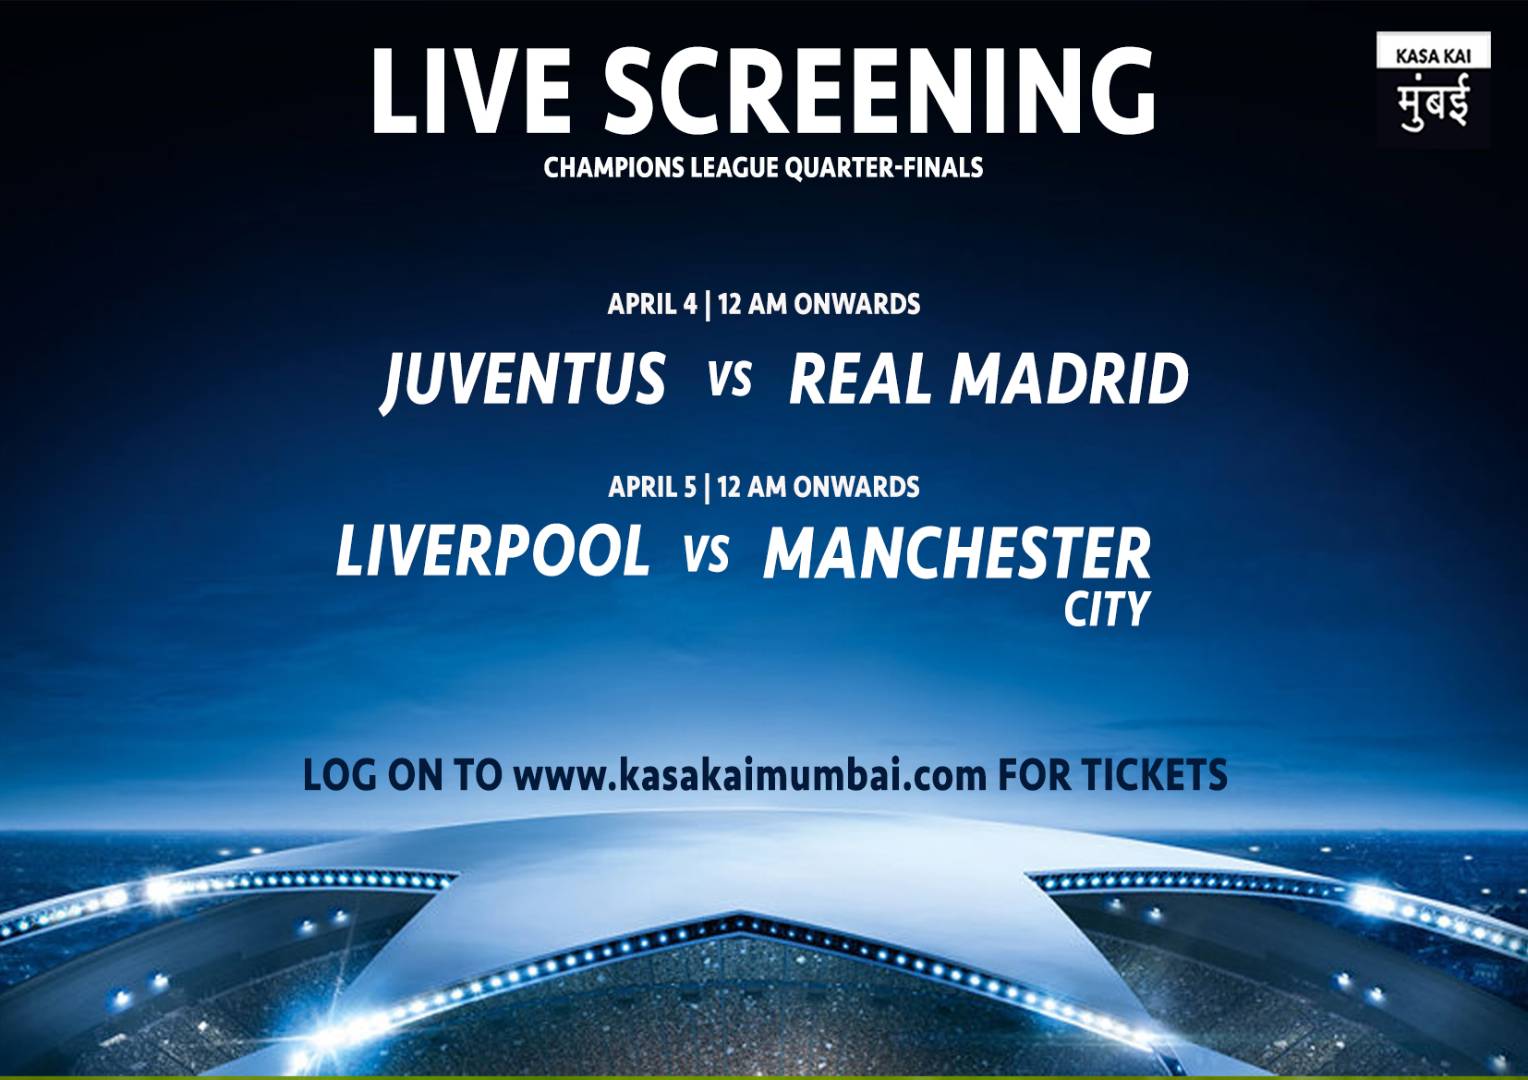 LIVE SCREENING
KASA KAI
मुंबई
CHAMPIONS LEAGUE QUARTER-FINALS
APRIL 4 | 12 AM ONWARDS
JUVENTUS VS REAL MADRID
APRIL 5 | 12 AM ONWARDS
LIVERPOOL VS MANCHESTER
CITY
LOG ON TO www.kasakaimumbai.com FOR TICKETS